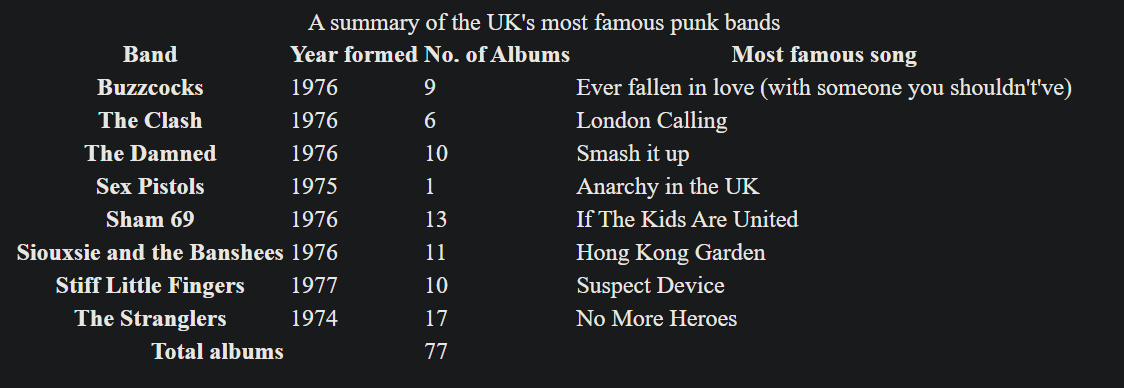 A summary of the UK's most famous punk bands
Band Year formed No. of Albums Most famous song
Buzzcocks 1976 9 Ever fallen in love (with someone you shouldn't've)
The Clash 1976 6 London Calling
The Damned 1976 10 Smash it up
Sex Pistols 1975 1 Anarchy in the UK
Sham 69 1976 13 If The Kids Are United
Siouxsie and the Banshees 1976 11 Hong Kong Garden
Stiff Little Fingers 1977 10 Suspect Device
The Stranglers 1974 17 No More Heroes
Total albums 77